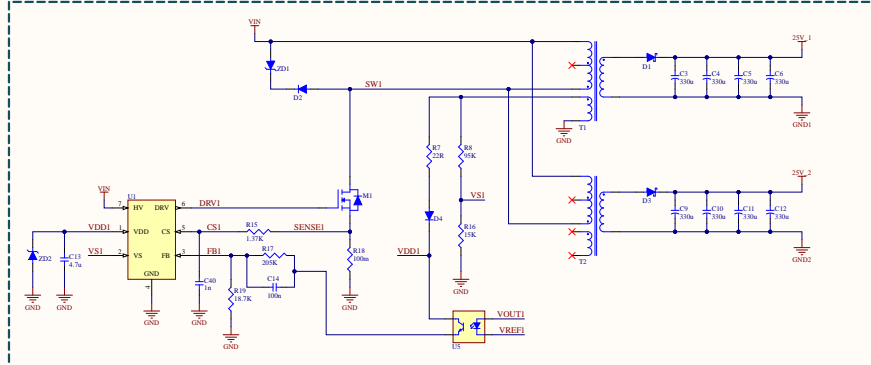 VIN
25V_1
ZD1
D1
C3
330u
C4
330u
C5
330u
C6
330u
D2
SW1
GND1
T1
GND
R7
22R
R8
95K
25V_2
VIN
U1
M1
VS1
D3
C9
330u
C10
330u
C11
330u
C12
330u
7
HV
DRV
6
DRV1
D4
R16
15K
VDD1
1
VDD
CS
5
CS1
R15
1.37K
SENSE1
GND2
ZD2
C13
4.7u
VS1
2
VS
FB
3
FB1
R17
205K
R18
100m
VDD1
T2
GND
4
C40
1n
R19
18.7K
C14
100n
GND
GND
GND
GND
GND
GND
GND
VOUT1
VREF1
U5